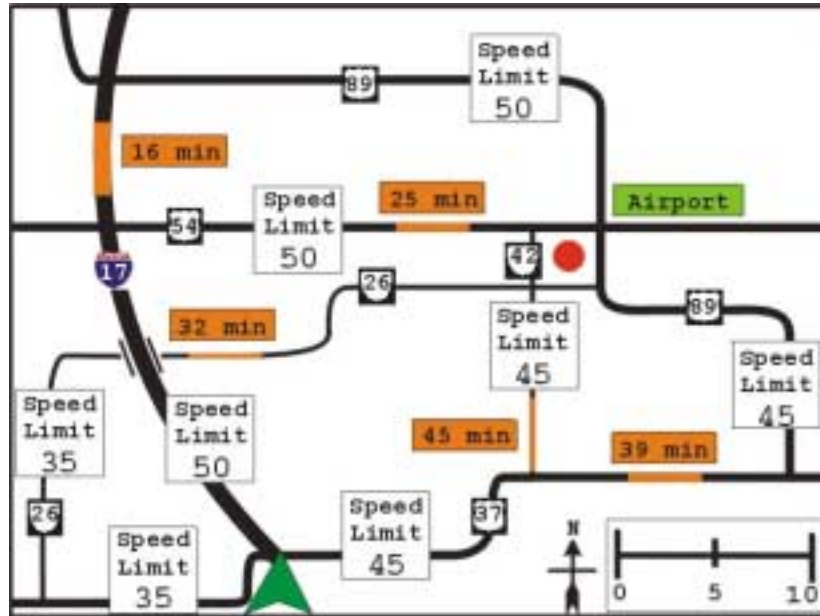 Speed
Limit
50
89
16 min
25 min
Airport
Speed
Limit
50
54
42
17
26
89
32 min
Speed
Limit
45
Speed
Limit
45
Speed
Limit
35
Speed
Limit
50
45 min
39 min
26
37
Speed
Limit
45
Speed
Limit
35
N
0 5 10